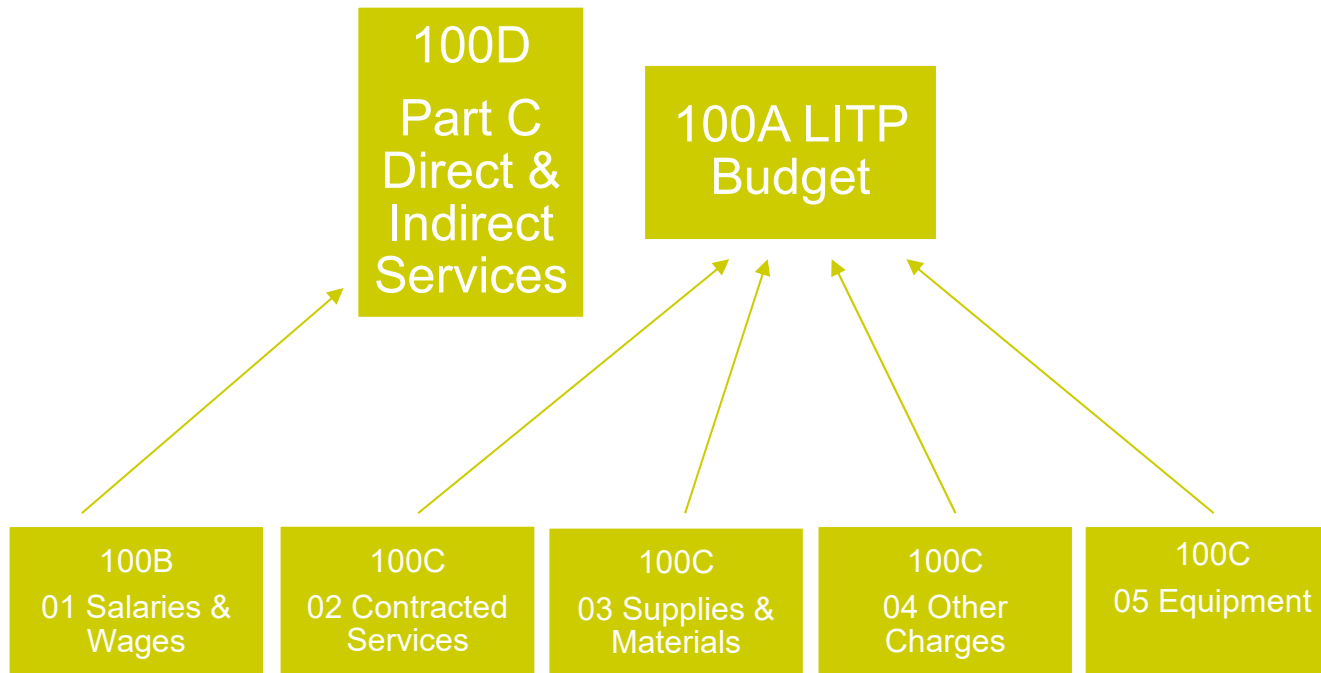 100D
Part C
Direct &
Indirect
Services
100A LITP
Budget
100B
01 Salaries &
Wages
100C
02 Contracted
Services
100C
03 Supplies &
Materials
100C
04 Other
Charges
100C
05 Equipment